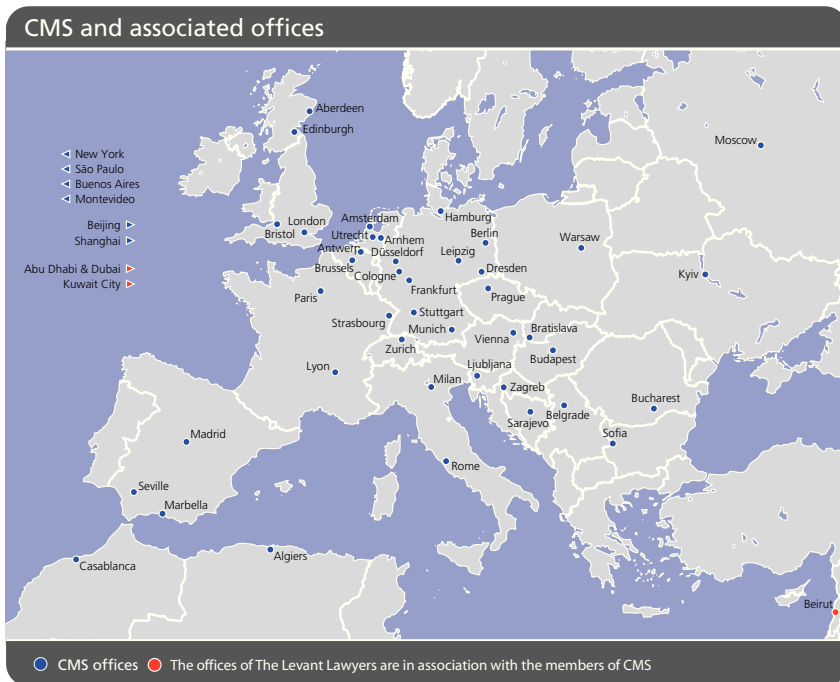 CMS and associated offices
Aberdeen
Edinburgh
Moscow
New York
São Paulo
Buenos Aires
Montevideo
Beijing
Shanghai
Abu Dhabi & Dubai
Kuwait City
London
Bristol
Amsterdam
Utrecht
Arnhem
Antwerp
Düsseldorf
Brussels
Cologne
Hamburg
Berlin
Leipzig
Dresden
Warsaw
Kyiv
Frankfurt
Prague
Paris
Stuttgart
Strasbourg
Munich
Zurich
Vienna
Bratislava
Budapest
Lyon
Ljubljana
Milan
Zagreb
Belgrade
Sarajevo
Bucharest
Sofia
Madrid
Rome
Seville
Marbella
Casablanca
Algiers
Beirut
CMS offices
The offices of The Levant Lawyers are in association with the members of CMS